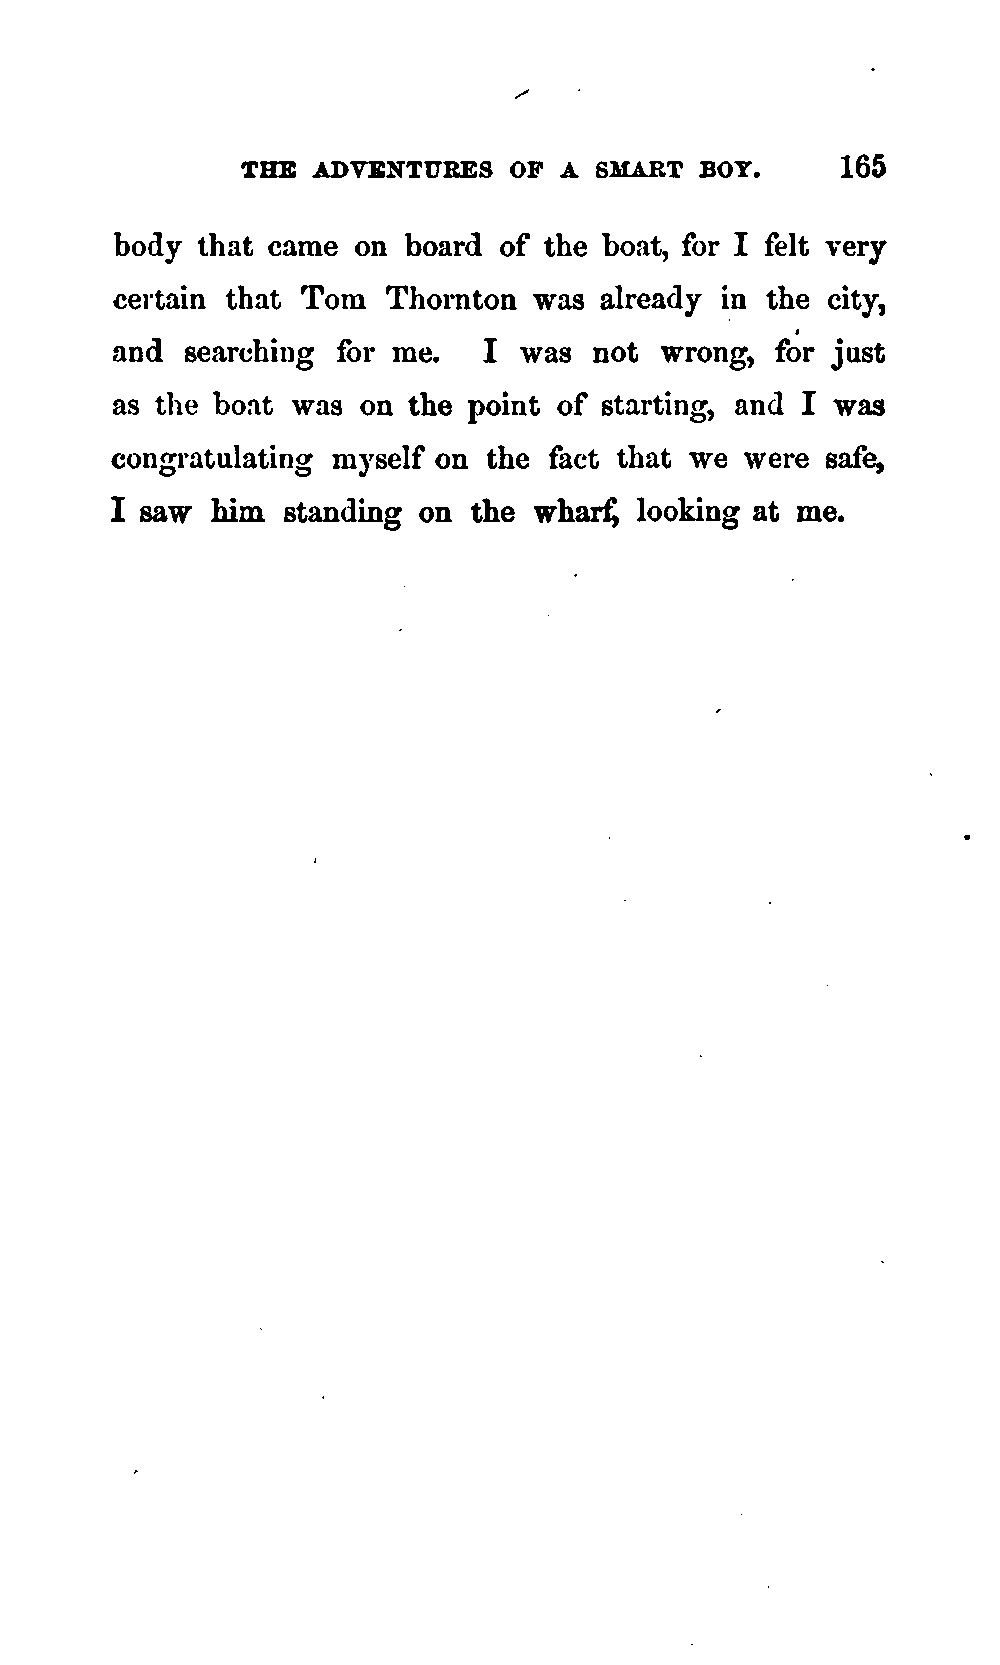 THE ADVENTURES OF A SMART BOY. 165
body that came on board of the boat, for I felt very
certain that Tom Thornton was already in the city,
and searching for me. I was not wrong, for just
as the boat was on the point of starting, and I was
congratulating myself on the fact that we were safe,
I saw him standing on the wharf, looking at me.